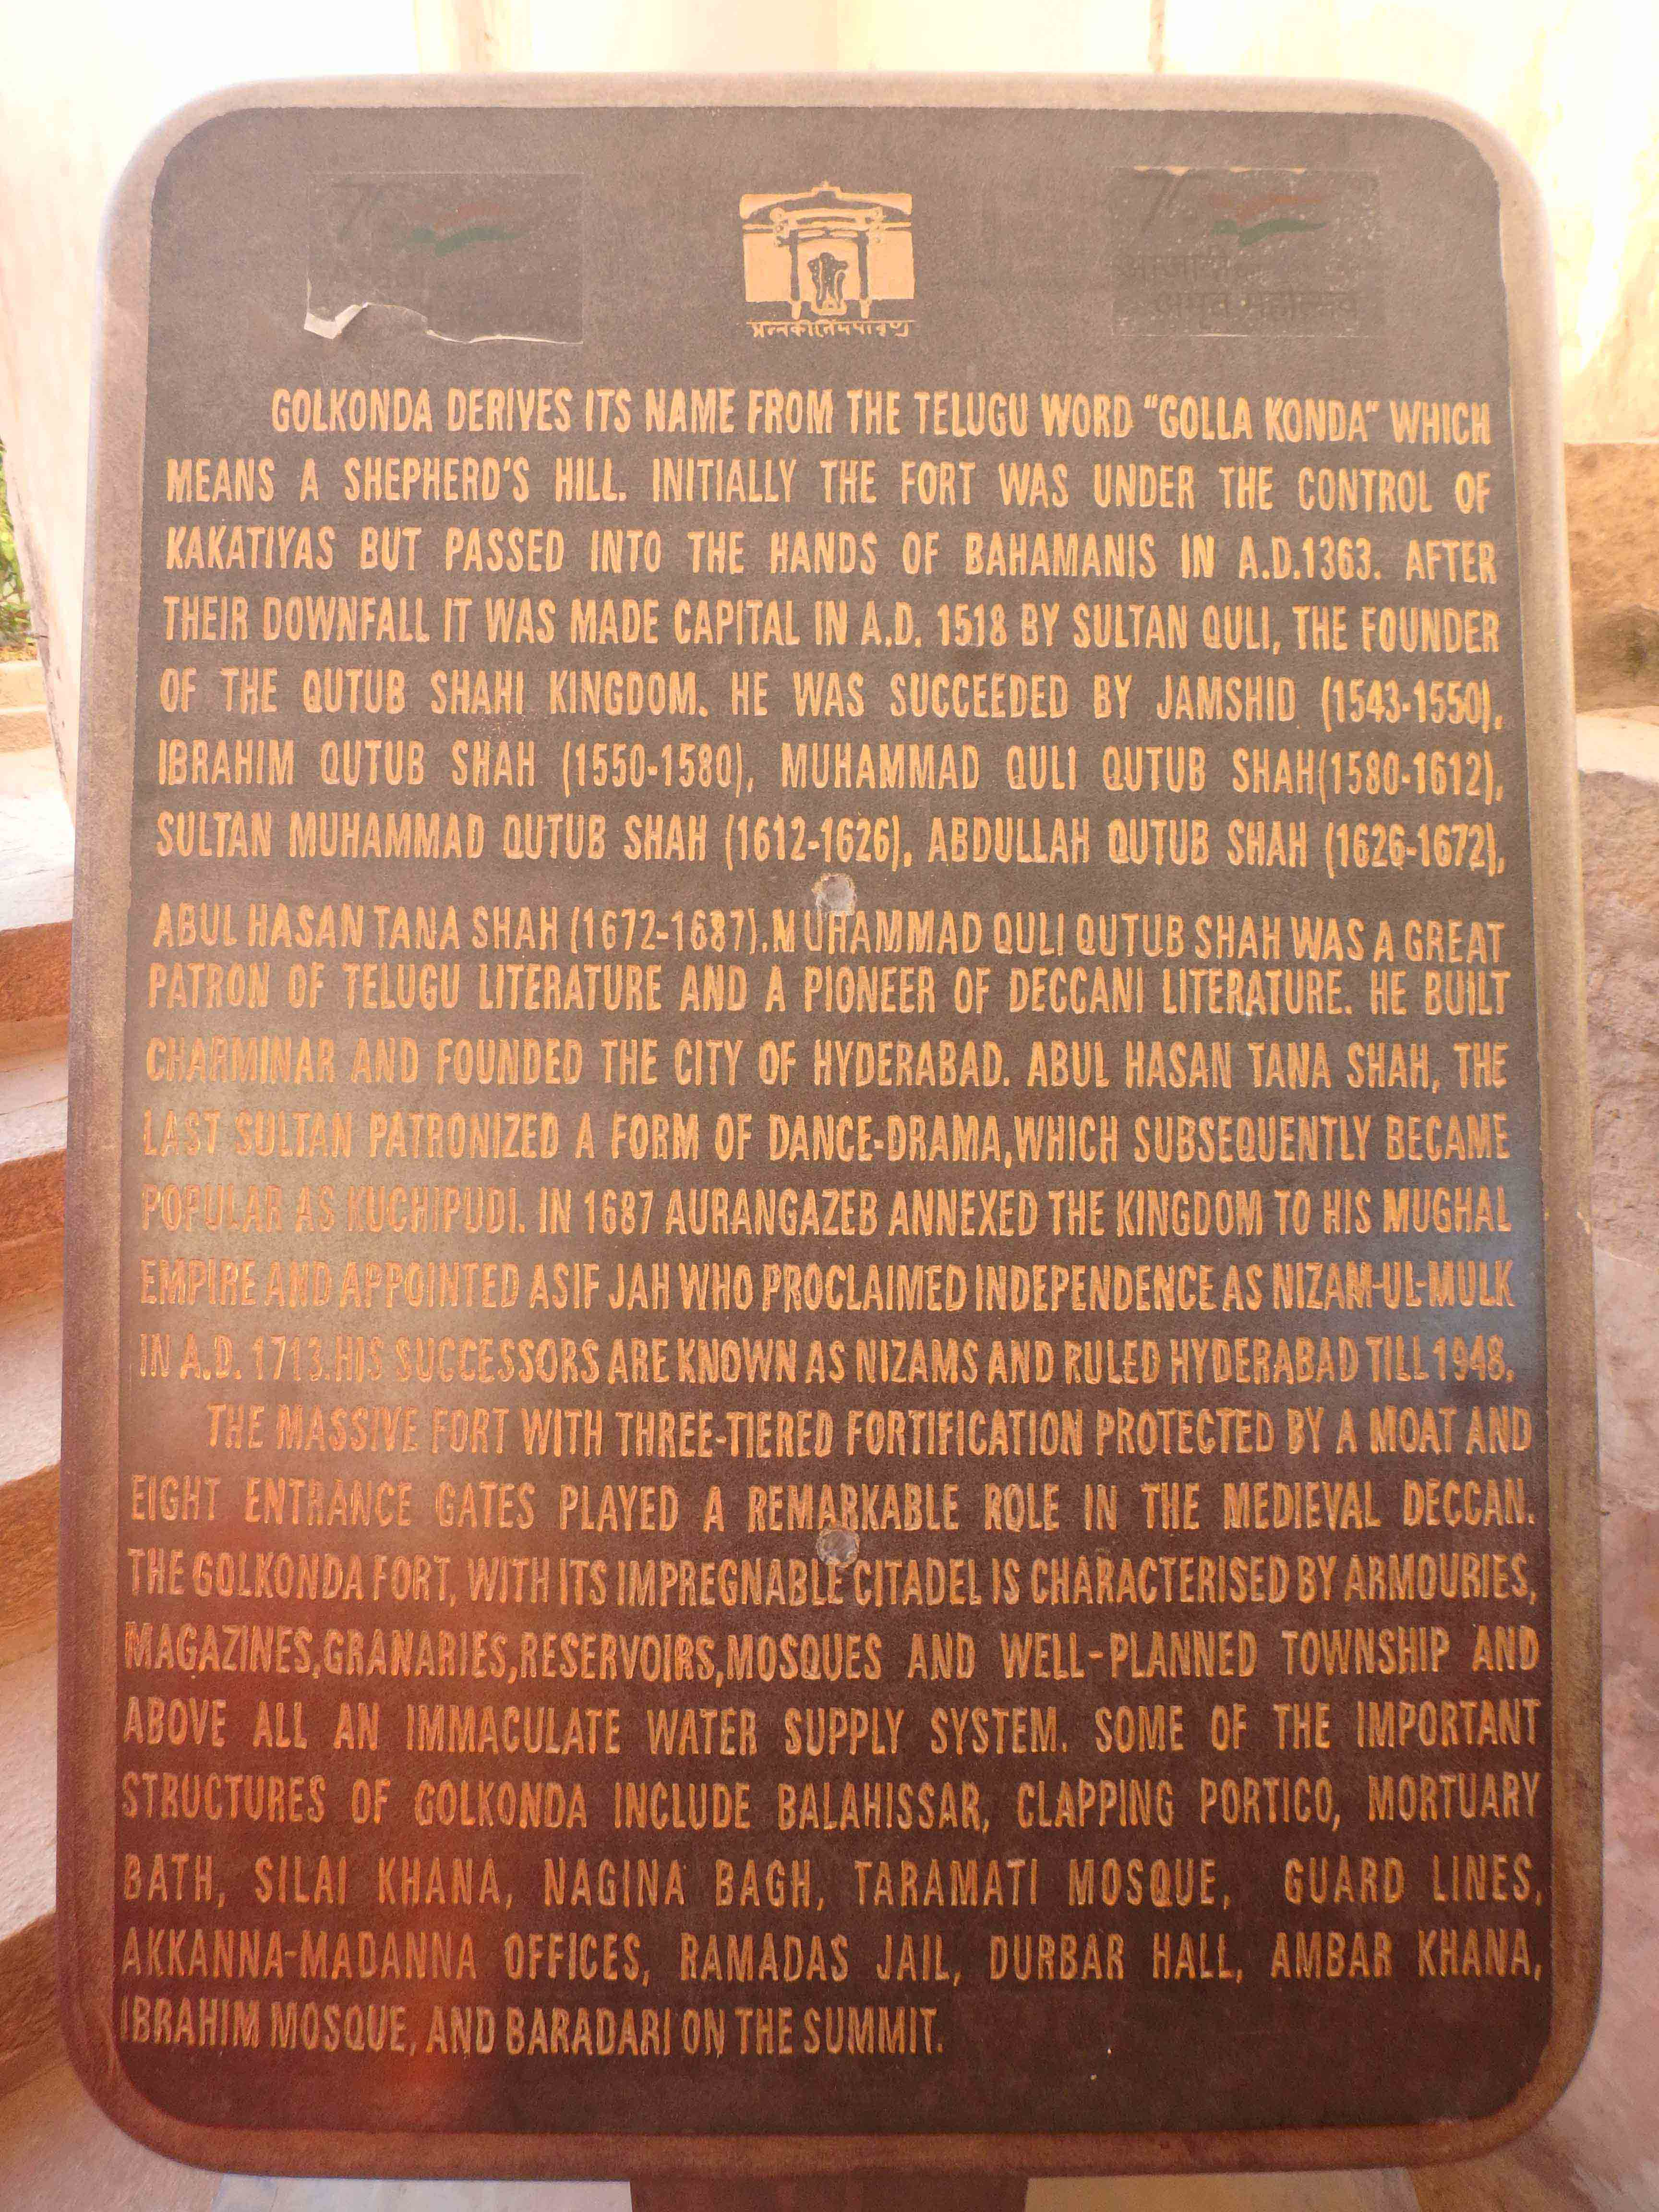 आज़ादी का
अमृत महोत्सव
प्रत्नकीर्तिमपावृणु
GOLKONDA DERIVES ITS NAME FROM THE TELUGU WORD "GOLLA KONDA" WHICH
MEANS A SHEPHERD'S HILL. INITIALLY THE FORT WAS UNDER THE CONTROL OF
KAKATIYAS BUT PASSED INTO THE HANDS OF BAHAMANIS IN A.D.1363. AFTER
THEIR DOWNFALL IT WAS MADE CAPITAL IN A.D. 1518 BY SULTAN QULI, THE FOUNDER
OF THE QUTUB SHAHI KINGDOM. HE WAS SUCCEEDED BY JAMSHID (1543-1550),
IBRAHIM QUTUB SHAH (1550-1580), MUHAMMAD QULI QUTUB SHAH(1580-1612),
SULTAN MUHAMMAD QUTUB SHAH (1612-1626), ABDULLAH QUTUB SHAH (1626-1672),
ABUL HASAN TANA SHAH (1672-1687).MUHAMMAD QULI QUTUB SHAH WAS A GREAT
PATRON OF TELUGU LITERATURE AND A PIONEER OF DECCANI LITERATURE. HE BUILT
CHARMINAR AND FOUNDED THE CITY OF HYDERABAD. ABUL HASAN TANA SHAH, THE
LAST SULTAN PATRONIZED A FORM OF DANCE-DRAMA,WHICH SUBSEQUENTLY BECAME
POPULAR AS KUCHIPUDI. IN 1687 AURANGAZEB ANNEXED THE KINGDOM TO HIS MUGHAL
EMPIRE AND APPOINTED ASIF JAH WHO PROCLAIMED INDEPENDENCE AS NIZAM-UL-MULK
IN A.D. 1713.HIS SUCCESSORS ARE KNOWN AS NIZAMS AND RULED HYDERABAD TILL 1948.
THE MASSIVE FORT WITH THREE-TIERED FORTIFICATION PROTECTED BY A MOAT AND
EIGHT ENTRANCE GATES PLAYED A REMARKABLE ROLE IN THE MEDIEVAL DECCAN.
THE GOLKONDA FORT, WITH ITS IMPREGNABLE CITADEL IS CHARACTERISED BY ARMOURIES,
MAGAZINES,GRANARIES,RESERVOIRS,MOSQUES AND WELL-PLANNED TOWNSHIP AND
ABOVE ALL AN IMMACULATE WATER SUPPLY SYSTEM. SOME OF THE IMPORTANT
STRUCTURES OF GOLKONDA INCLUDE BALAHISSAR, CLAPPING PORTICO, MORTUARY
BATH, SILAI KHANA, NAGINA BAGH, TARAMATI MOSQUE, GUARD LINES,
AKKANNA-MADANNA OFFICES, RAMADAS JAIL, DURBAR HALL, AMBAR KHANA,
IBRAHIM MOSQUE, AND BARADARI ON THE SUMMIT.